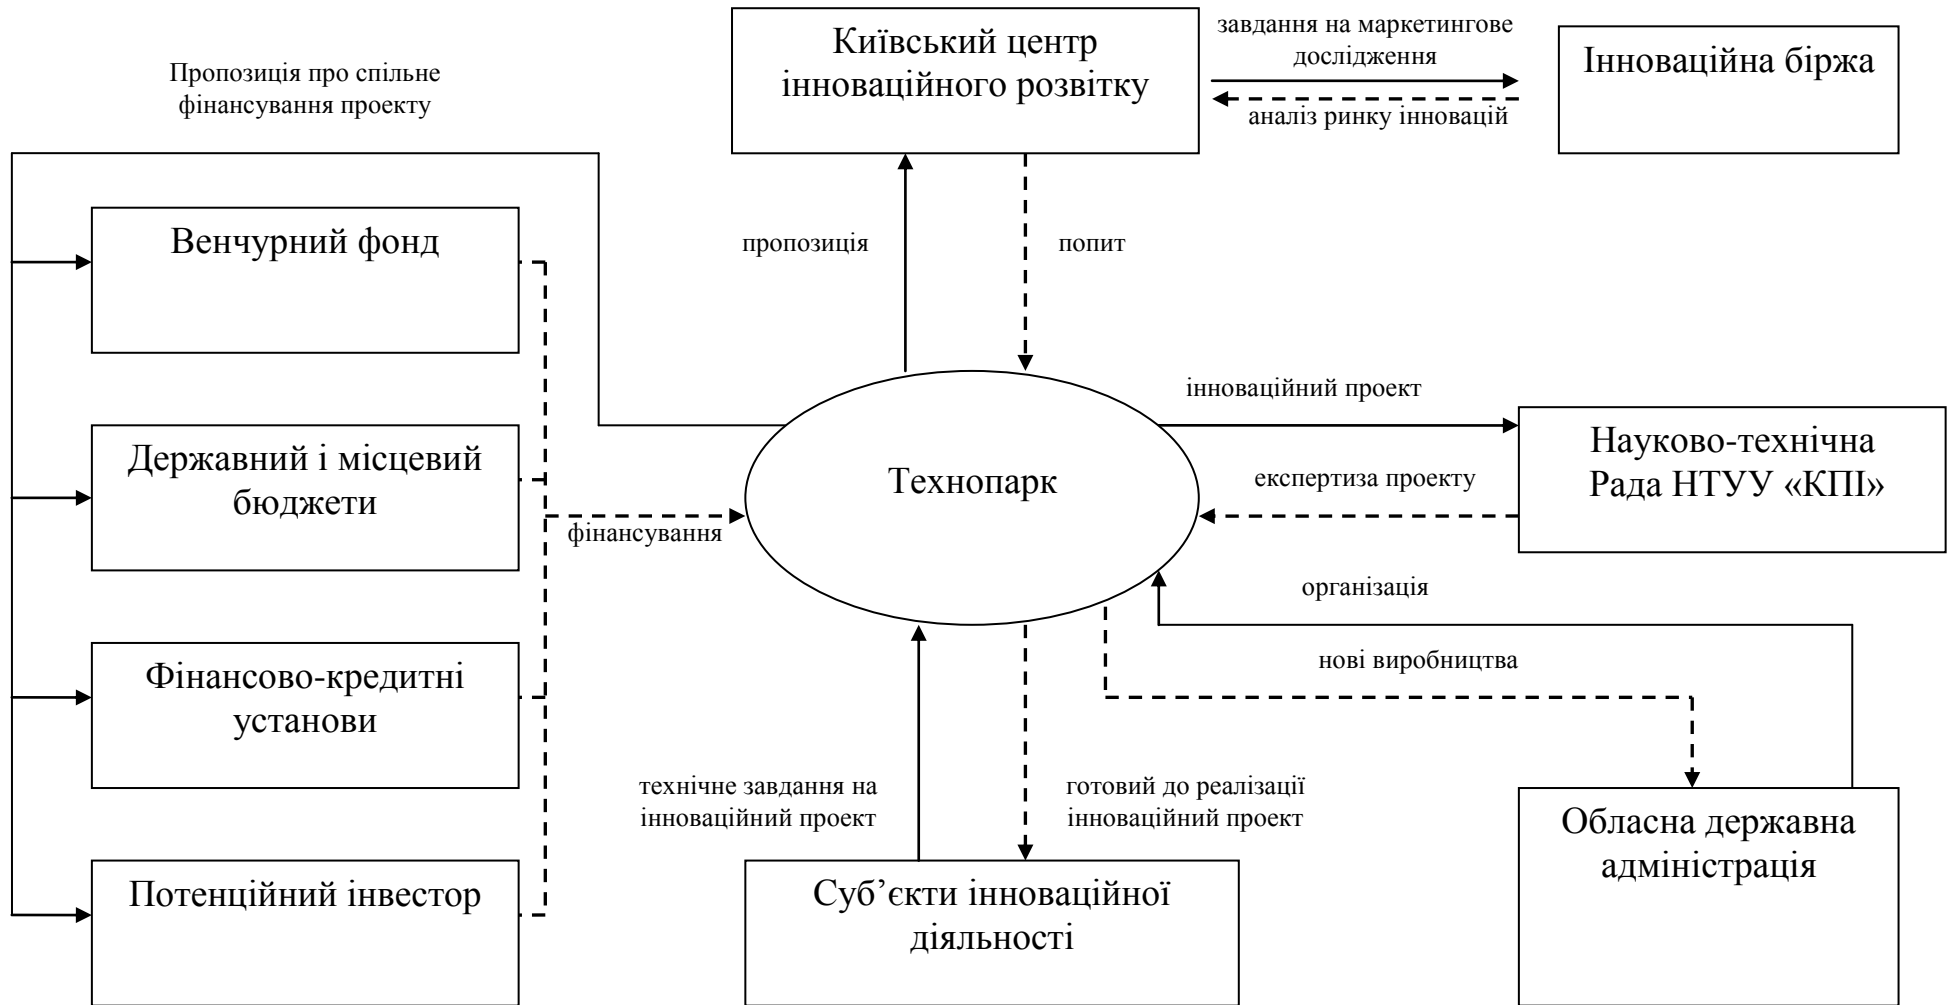 Київський центр
інноваційного розвітку
завдання на маркетингове
дослідження
аналіз ринку інновацій
Інноваційна біржа
Пропозиція про спільне
фінансування проекту
Венчурний фонд
пропозиція
попит
Державний і місцевий
бюджети
фінансування
Технопарк
інноваційний проект
експертиза проекту
Науково-технічна
Рада НТУУ «КПІ»
організація
нові виробництва
Фінансово-кредитні
установи
технічне завдання на
інноваційний проект
готовий до реалізації
інноваційний проект
Обласна державна
адміністрація
Потенційний інвестор
Суб’єкти інноваційної
діяльності